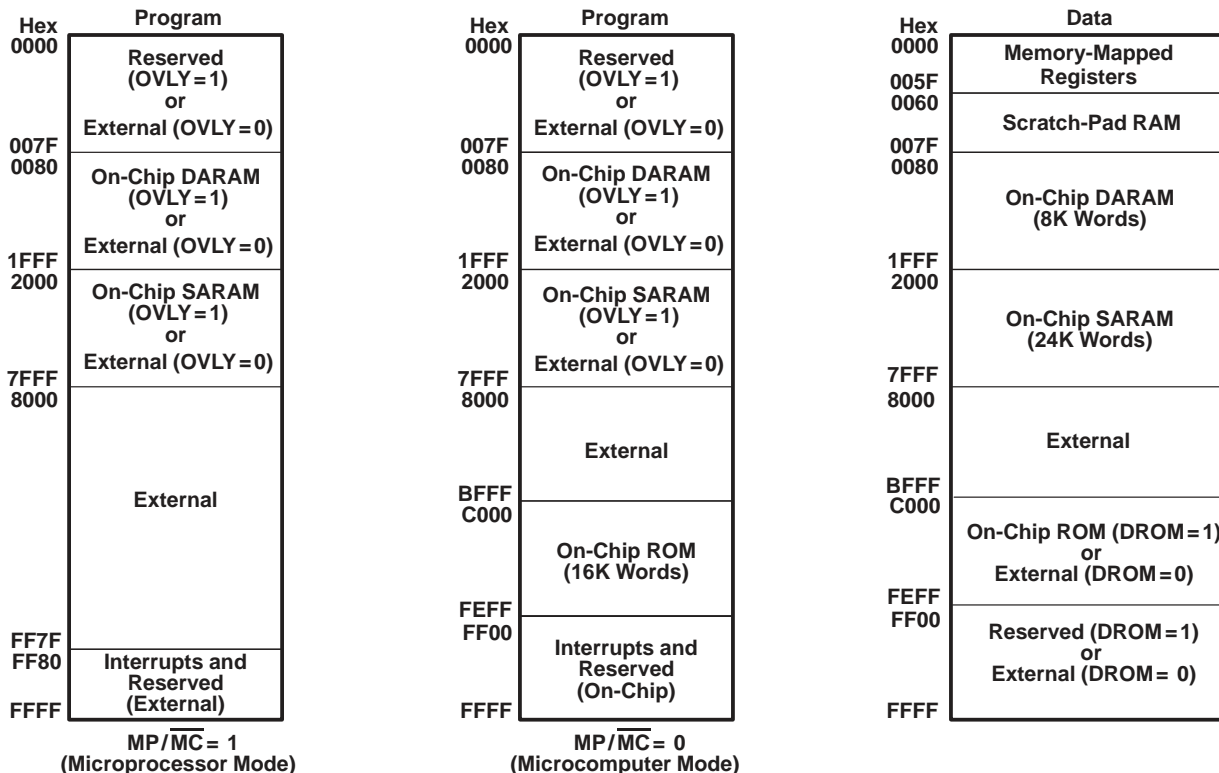 Hex
Program
0000
Reserved
(OVLY = 1)
or
External (OVLY = 0)
007F
0080
On-Chip DARAM
(OVLY = 1)
or
External (OVLY = 0)
1FFF
2000
On-Chip SARAM
(OVLY = 1)
or
External (OVLY = 0)
7FFF
8000
External
FF7F
FF80
Interrupts and
Reserved
(External)
FFFF
MP/MC = 1
(Microprocessor Mode)
Hex
Program
0000
Reserved
(OVLY = 1)
or
External (OVLY = 0)
007F
0080
On-Chip DARAM
(OVLY = 1)
or
External (OVLY = 0)
1FFF
2000
On-Chip SARAM
(OVLY = 1)
or
External (OVLY = 0)
7FFF
8000
External
BFFF
C000
On-Chip ROM
(16K Words)
FEFF
FF00
Interrupts and
Reserved
(On-Chip)
FFFF
MP/MC = 0
(Microcomputer Mode)
Hex
Data
0000
Memory-Mapped
Registers
005F
0060
Scratch-Pad RAM
007F
0080
On-Chip DARAM
(8K Words)
1FFF
2000
On-Chip SARAM
(24K Words)
7FFF
8000
External
BFFF
C000
On-Chip ROM (DROM = 1)
or
External (DROM = 0)
FEFF
FF00
Reserved (DROM = 1)
or
External (DROM = 0)
FFFF